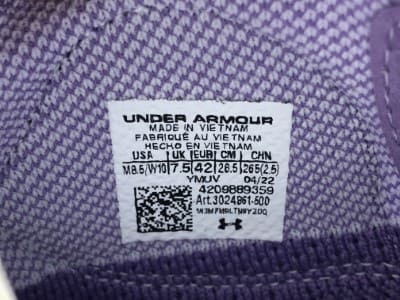 UNDER ARMOUR
MADE IN VIETNAM
FABRIQUÉ AU VIETNAM
HECHO EN VIETNAM
USA UK EUR CM CHN
M8.5/W10 7.5 42 26.5 265(2.5)
YMUV 04/22
4209889359
Art.3024861-500